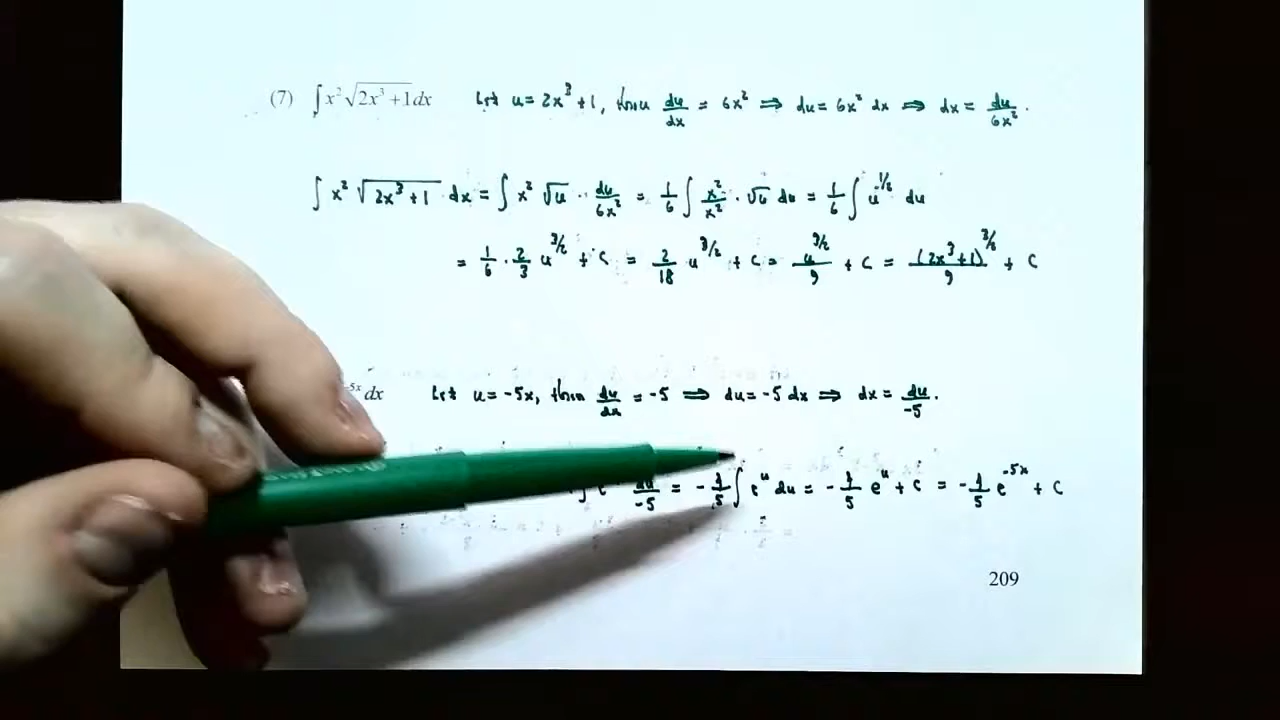 (7) ∫x²√(2x³+1)dx Let u = 2x³+1, then du/dx = 6x² ⇒ du = 6x² dx ⇒ dx = du/6x².
∫ x² √(2x³+1) dx = ∫ x² √u · du/6x² = 1/6 ∫ x²/x² · √u du = 1/6 ∫ u^1/2 du
= 1/6 · 2/3 u^3/2 + C = 2/18 u^3/2 + C = u^3/2/9 + C = (2x³+1)^3/2/9 + C
-5x dx Let u = -5x, then du/dx = -5 ⇒ du = -5 dx ⇒ dx = du/-5.
du/-5 = -1/5 ∫ e^u du = -1/5 e^u + C = -1/5 e^-5x + C
209